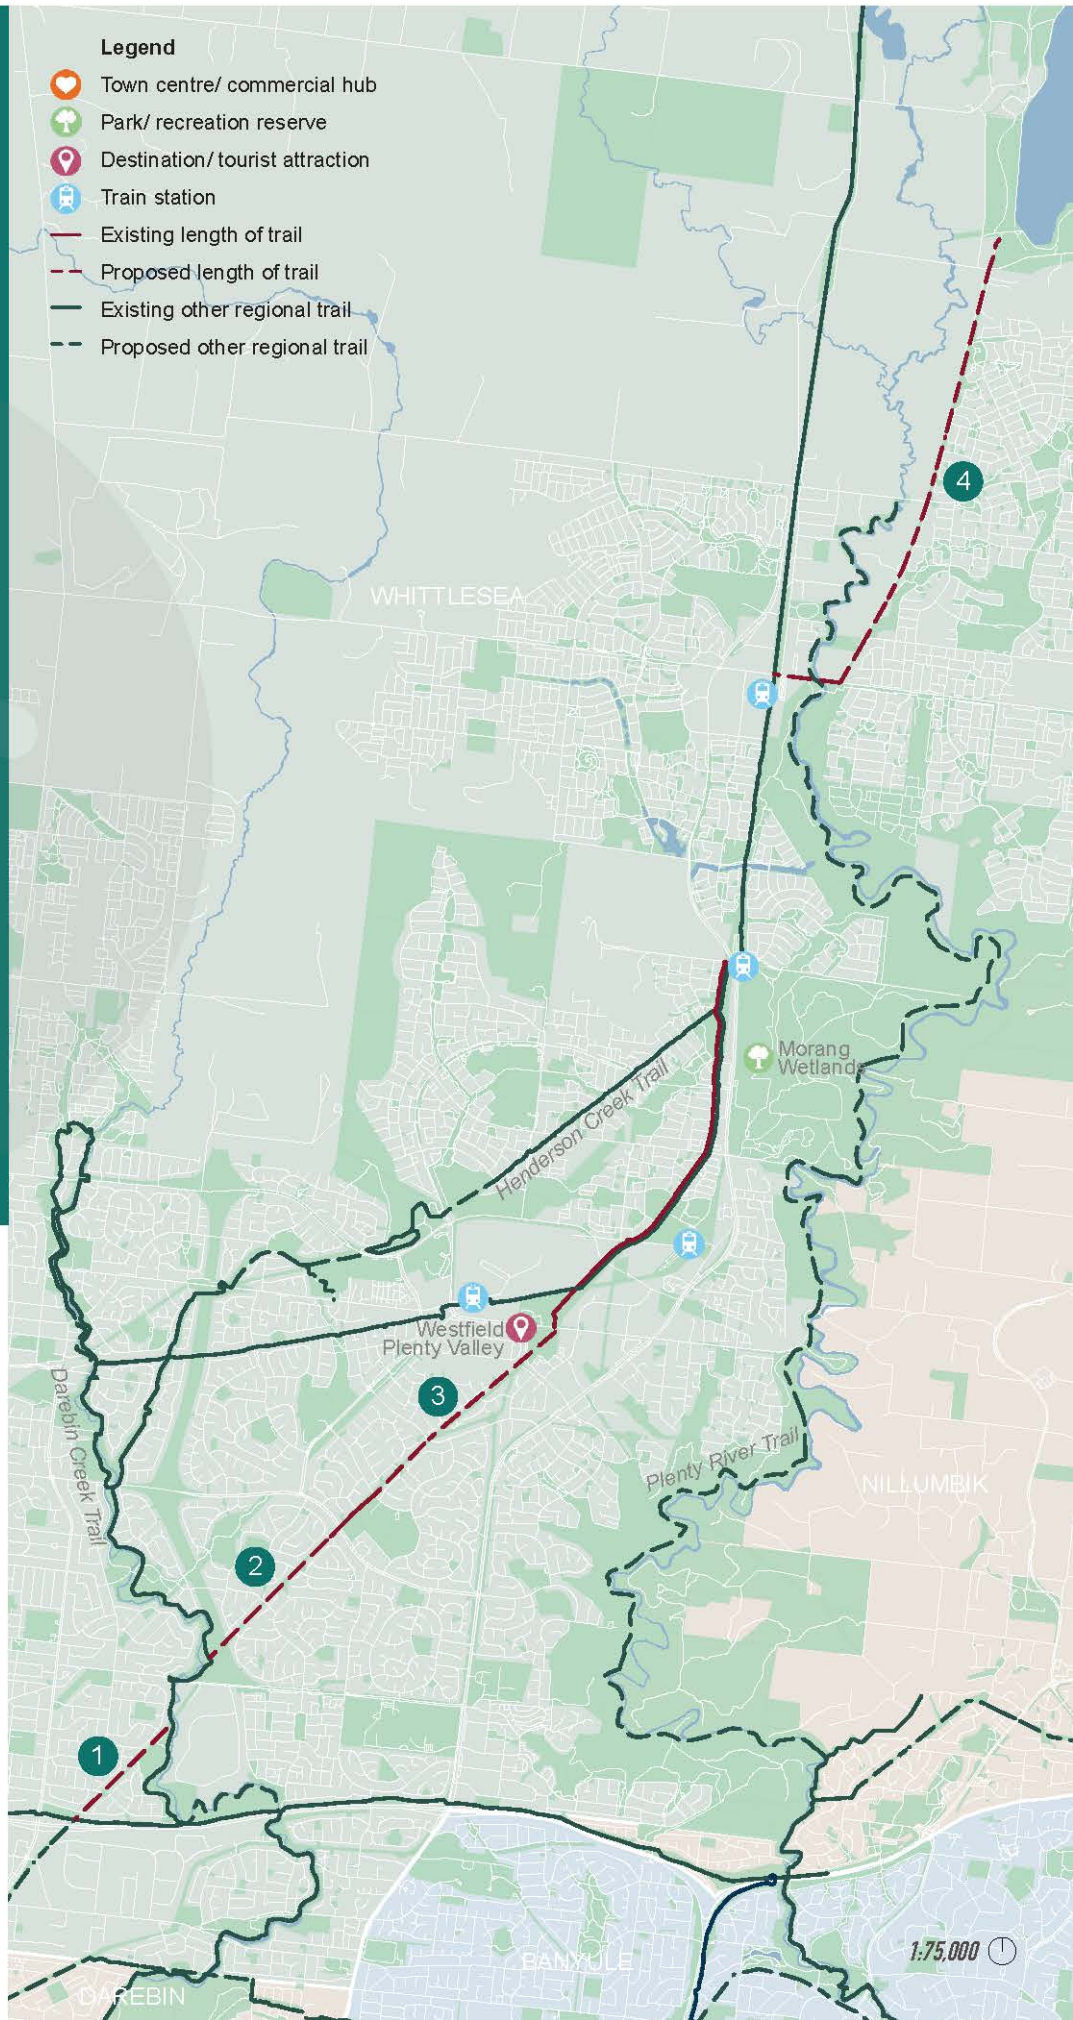 Legend
Town centre/ commercial hub
Park/ recreation reserve
Destination/ tourist attraction
Train station
Existing length of trail
Proposed length of trail
Existing other regional trail
Proposed other regional trail
4
WHITTLESEA
Morang
Wetlands
Henderson Creek Trail
Westfield
Plenty Valley
3
Darebin Creek Trail
Plenty River Trail
NILLUMBIK
2
1
1:75,000
BANYULE
DAREBIN